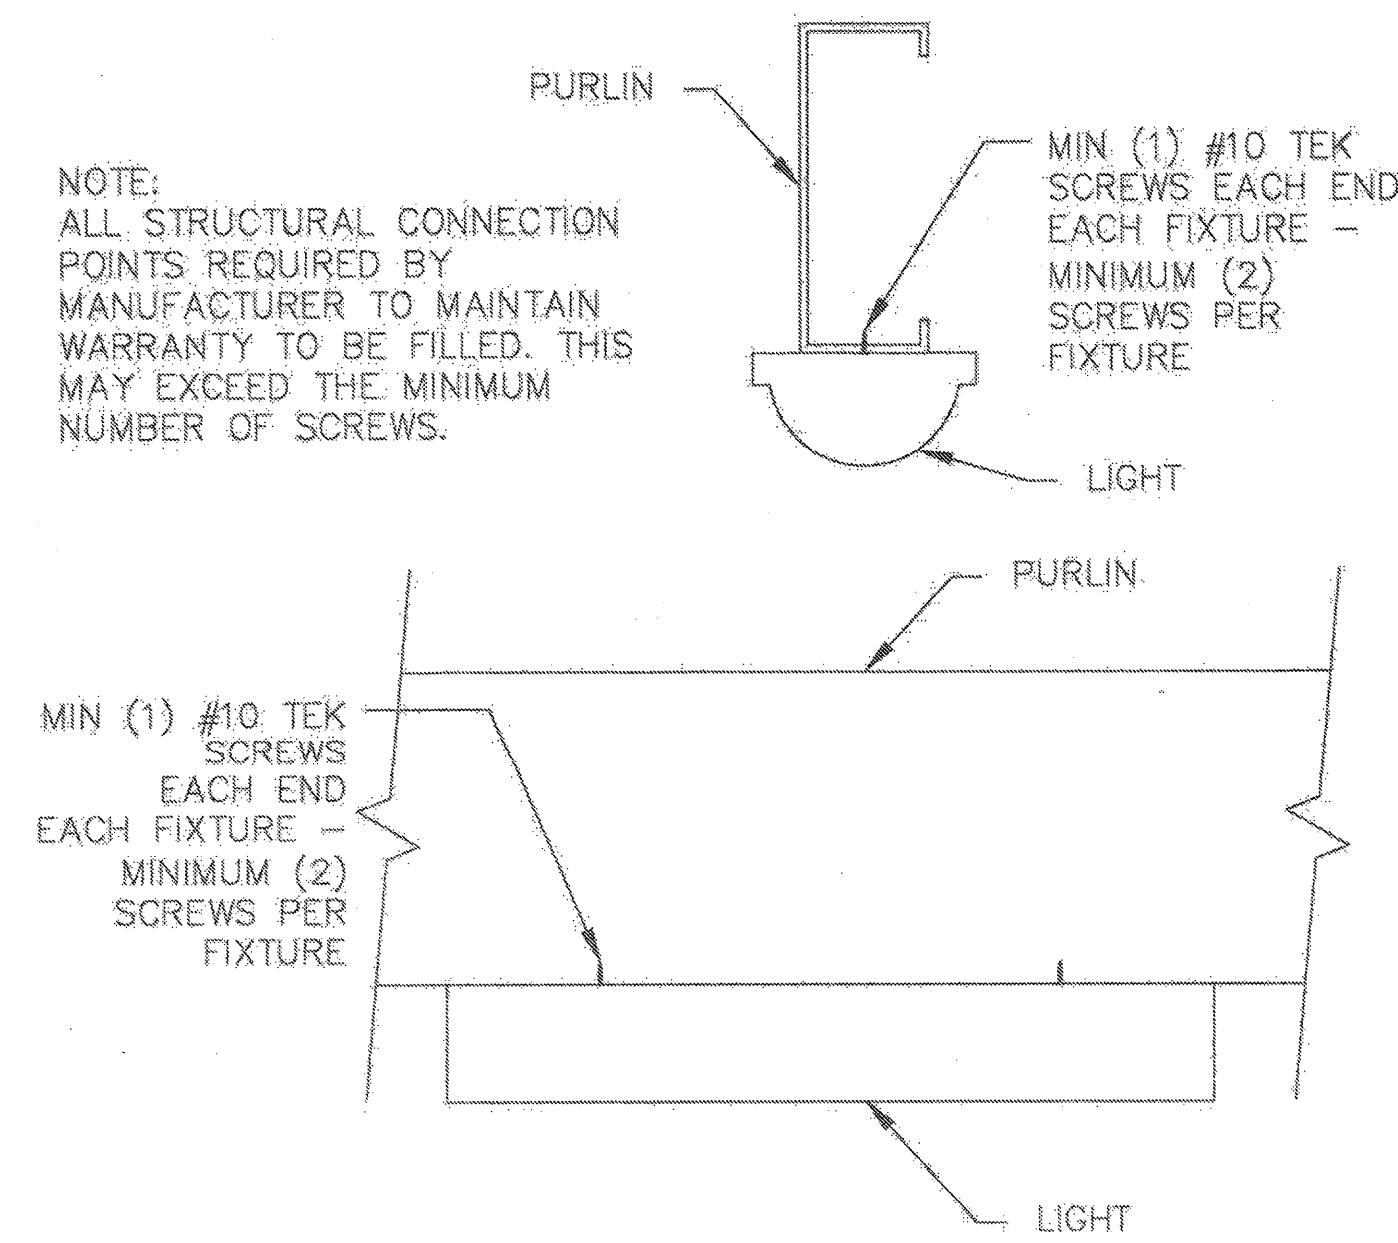 PURLIN
MIN (1) #10 TEK
SCREWS EACH END
EACH FIXTURE –
MINIMUM (2)
SCREWS PER
FIXTURE
NOTE:
ALL STRUCTURAL CONNECTION
POINTS REQUIRED BY
MANUFACTURER TO MAINTAIN
WARRANTY TO BE FILLED. THIS
MAY EXCEED THE MINIMUM
NUMBER OF SCREWS.
LIGHT
PURLIN
MIN (1) #10 TEK
SCREWS
EACH END
EACH FIXTURE –
MINIMUM (2)
SCREWS PER
FIXTURE
LIGHT